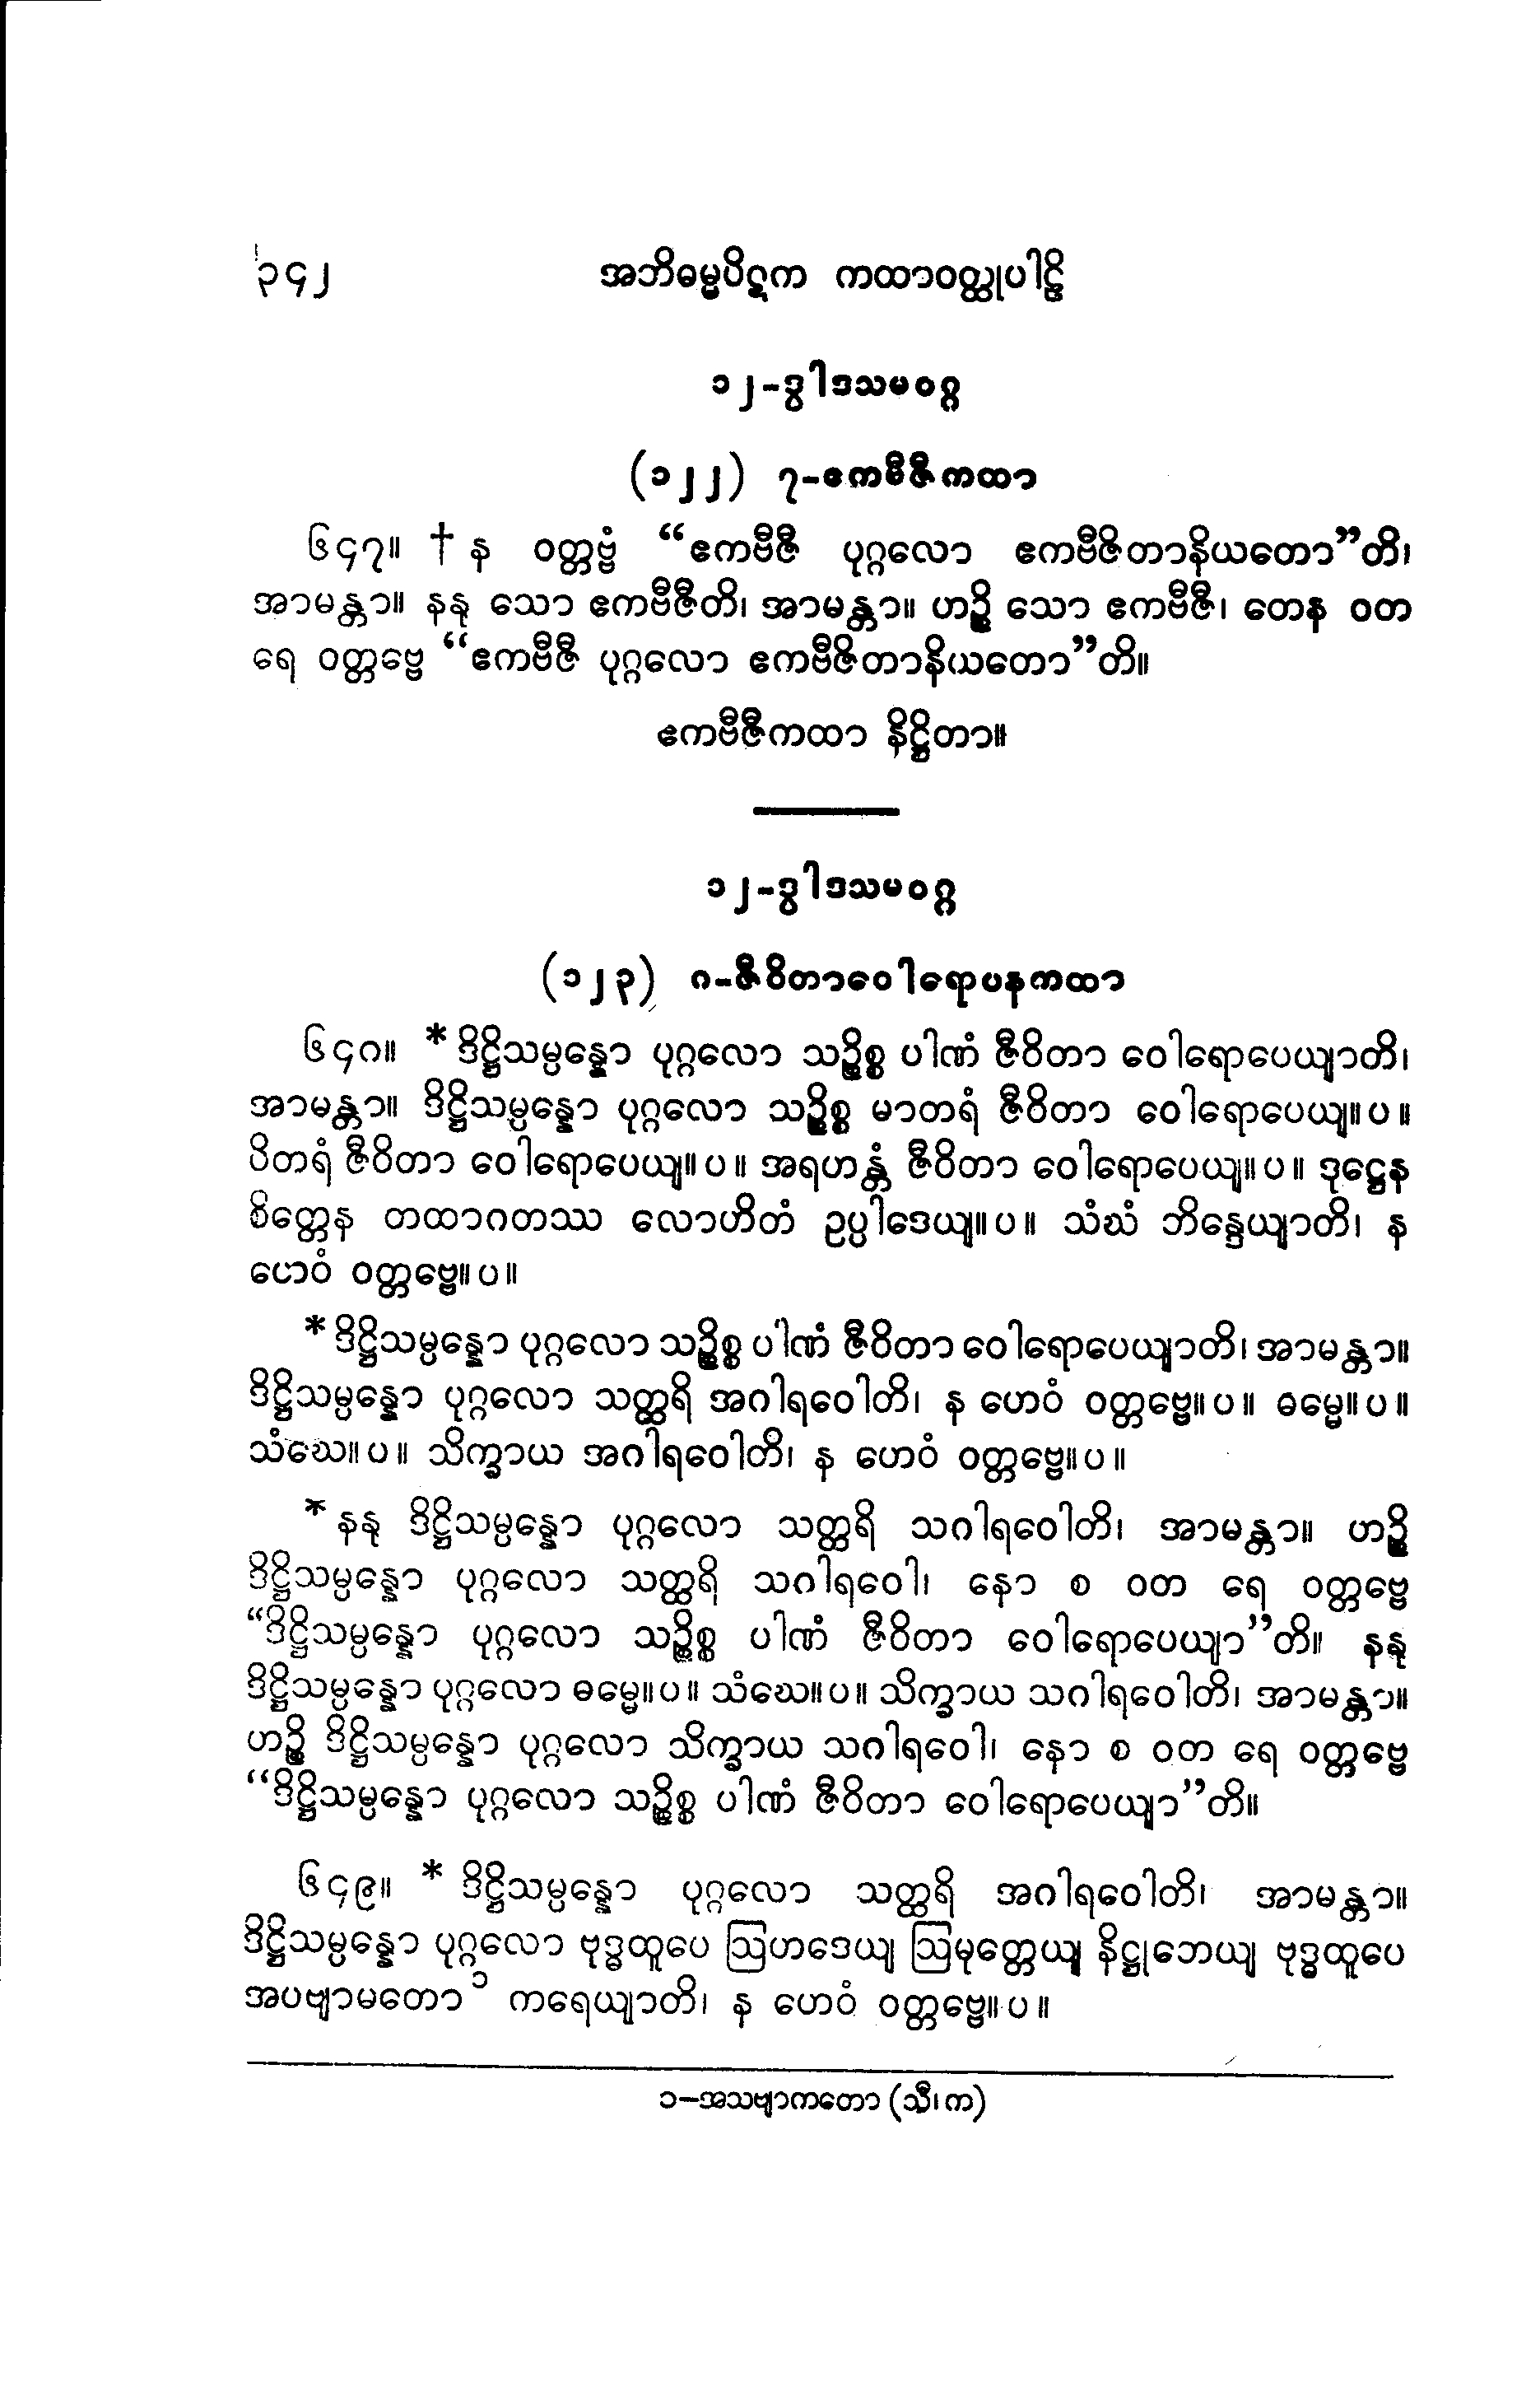 ၃၄၂ အဘိဓမ္မပိဋက ကထာဝတ္ထုပါဠိ
၁၂-ဒွါဒသမဝဂ္ဂ
(၁၂၂) ၇-ဧကဗီဇီကထာ
၆၄၇။ † န ဝတ္တဗ္ဗံ “ဧကဗီဇီ ပုဂ္ဂလော ဧကဗီဇိတာနိယတော”တိ၊
အာမန္တာ။ နနု သော ဧကဗီဇီတိ၊ အာမန္တာ။ ဟဉ္စိ သော ဧကဗီဇီ၊ တေန ဝတ
ရေ ဝတ္တဗ္ဗေ “ဧကဗီဇီ ပုဂ္ဂလော ဧကဗီဇိတာနိယတော”တိ။
ဧကဗီဇီကထာ နိဋ္ဌိတာ။
၁၂-ဒွါဒသမဝဂ္ဂ
(၁၂၃) ၈-ဇီဝိတာဝေါရောပနကထာ
၆၄၈။ * ဒိဋ္ဌိသမ္ပန္နော ပုဂ္ဂလော သဉ္စိစ္စ ပါဏံ ဇီဝိတာ ဝေါရောပေယျာတိ၊
အာမန္တာ။ ဒိဋ္ဌိသမ္ပန္နော ပုဂ္ဂလော သဉ္စိစ္စ မာတရံ ဇီဝိတာ ဝေါရောပေယျ။ပ။
ပိတရံ ဇီဝိတာ ဝေါရောပေယျ။ပ။ အရဟန္တံ ဇီဝိတာ ဝေါရောပေယျ။ပ။ ဒုဋ္ဌေန
စိတ္တေန တထာဂတဿ လောဟိတံ ဥပ္ပါဒေယျ။ပ။ သံဃံ ဘိန္ဒေယျာတိ၊ န
ဟေဝံ ဝတ္တဗ္ဗေ။ပ။
* ဒိဋ္ဌိသမ္ပန္နော ပုဂ္ဂလော သဉ္စိစ္စ ပါဏံ ဇီဝိတာ ဝေါရောပေယျာတိ၊ အာမန္တာ။
ဒိဋ္ဌိသမ္ပန္နော ပုဂ္ဂလော သတ္ထရိ အဂါရဝေါတိ၊ န ဟေဝံ ဝတ္တဗ္ဗေ။ပ။ ဓမ္မေ။ပ။
သံဃေ။ပ။ သိက္ခာယ အဂါရဝေါတိ၊ န ဟေဝံ ဝတ္တဗ္ဗေ။ပ။
* နနု ဒိဋ္ဌိသမ္ပန္နော ပုဂ္ဂလော သတ္ထရိ သဂါရဝေါတိ၊ အာမန္တာ။ ဟဉ္စိ
ဒိဋ္ဌိသမ္ပန္နော ပုဂ္ဂလော သတ္ထရိ သဂါရဝေါ၊ နော စ ဝတ ရေ ဝတ္တဗ္ဗေ
“ဒိဋ္ဌိသမ္ပန္နော ပုဂ္ဂလော သဉ္စိစ္စ ပါဏံ ဇီဝိတာ ဝေါရောပေယျာ”တိ။ နနု
ဒိဋ္ဌိသမ္ပန္နော ပုဂ္ဂလော ဓမ္မေ။ပ။ သံဃေ။ပ။ သိက္ခာယ သဂါရဝေါတိ၊ အာမန္တာ။
ဟဉ္စိ ဒိဋ္ဌိသမ္ပန္နော ပုဂ္ဂလော သိက္ခာယ သဂါရဝေါ၊ နော စ ဝတ ရေ ဝတ္တဗ္ဗေ
“ဒိဋ္ဌိသမ္ပန္နော ပုဂ္ဂလော သဉ္စိစ္စ ပါဏံ ဇီဝိတာ ဝေါရောပေယျာ”တိ။
၆၄၉။ * ဒိဋ္ဌိသမ္ပန္နော ပုဂ္ဂလော သတ္ထရိ အဂါရဝေါတိ၊ အာမန္တာ။
ဒိဋ္ဌိသမ္ပန္နော ပုဂ္ဂလော ဗုဒ္ဓထူပေ ဩဟဒေယျ ဩမုတ္တေယျ နိဋ္ဌုဘေယျ ဗုဒ္ဓထူပေ
အပဗျာမတော ၁ ကရေယျာတိ၊ န ဟေဝံ ဝတ္တဗ္ဗေ။ပ။
၁−အသဗျာကတော (သီ၊ က)